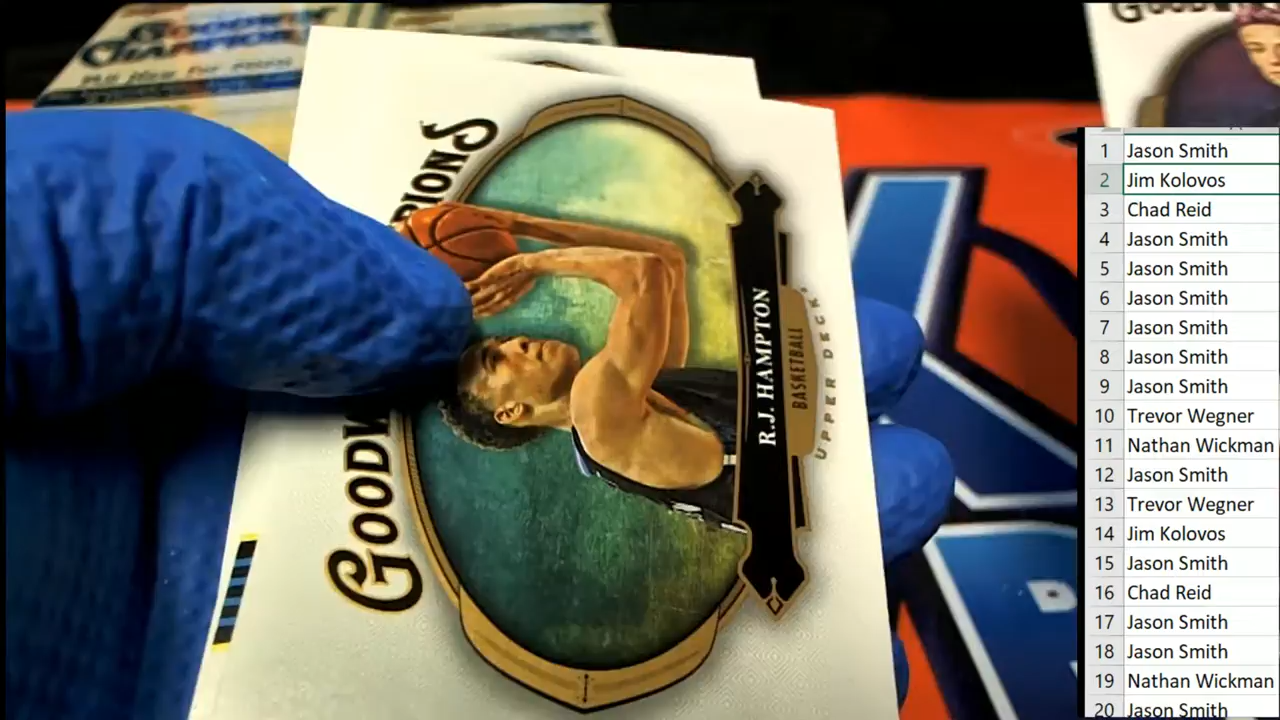 GOODW
PIONS
R.J. HAMPTON
BASKETBALL
UPPER DECK
GOODW
1 Jason Smith
2 Jim Kolovos
3 Chad Reid
4 Jason Smith
5 Jason Smith
6 Jason Smith
7 Jason Smith
8 Jason Smith
9 Jason Smith
10 Trevor Wegner
11 Nathan Wickman
12 Jason Smith
13 Trevor Wegner
14 Jim Kolovos
15 Jason Smith
16 Chad Reid
17 Jason Smith
18 Jason Smith
19 Nathan Wickman
20 Jason Smith